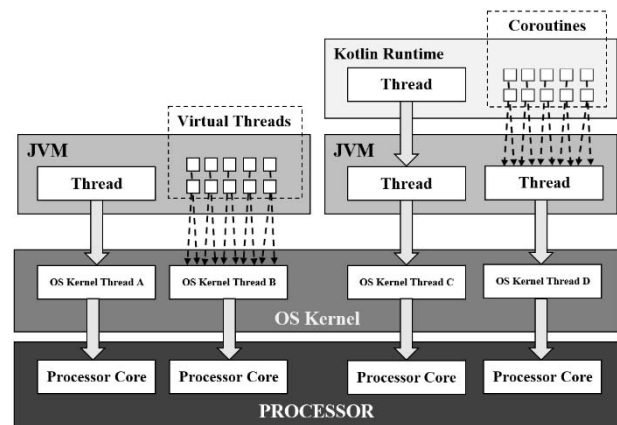 Coroutines
Kotlin Runtime
Thread
Virtual Threads
JVM
Thread
JVM
Thread
Thread
OS Kernel Thread A
OS Kernel Thread B
OS Kernel Thread C
OS Kernel Thread D
OS Kernel
Processor Core
Processor Core
Processor Core
Processor Core
PROCESSOR